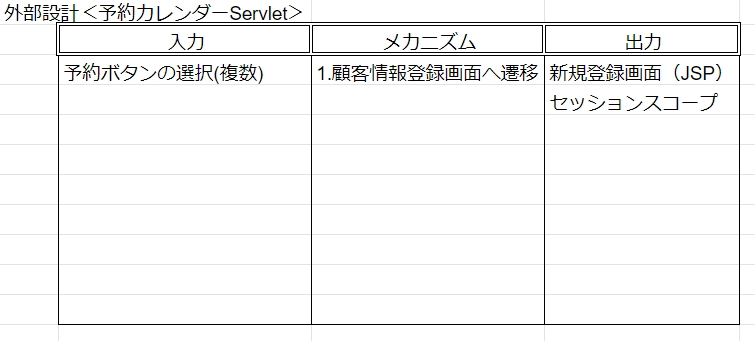 外部設計＜予約カレンダーServlet＞
入力 メカニズム 出力
予約ボタンの選択(複数) 1.顧客情報登録画面へ遷移 新規登録画面（JSP）
セッションスコープ